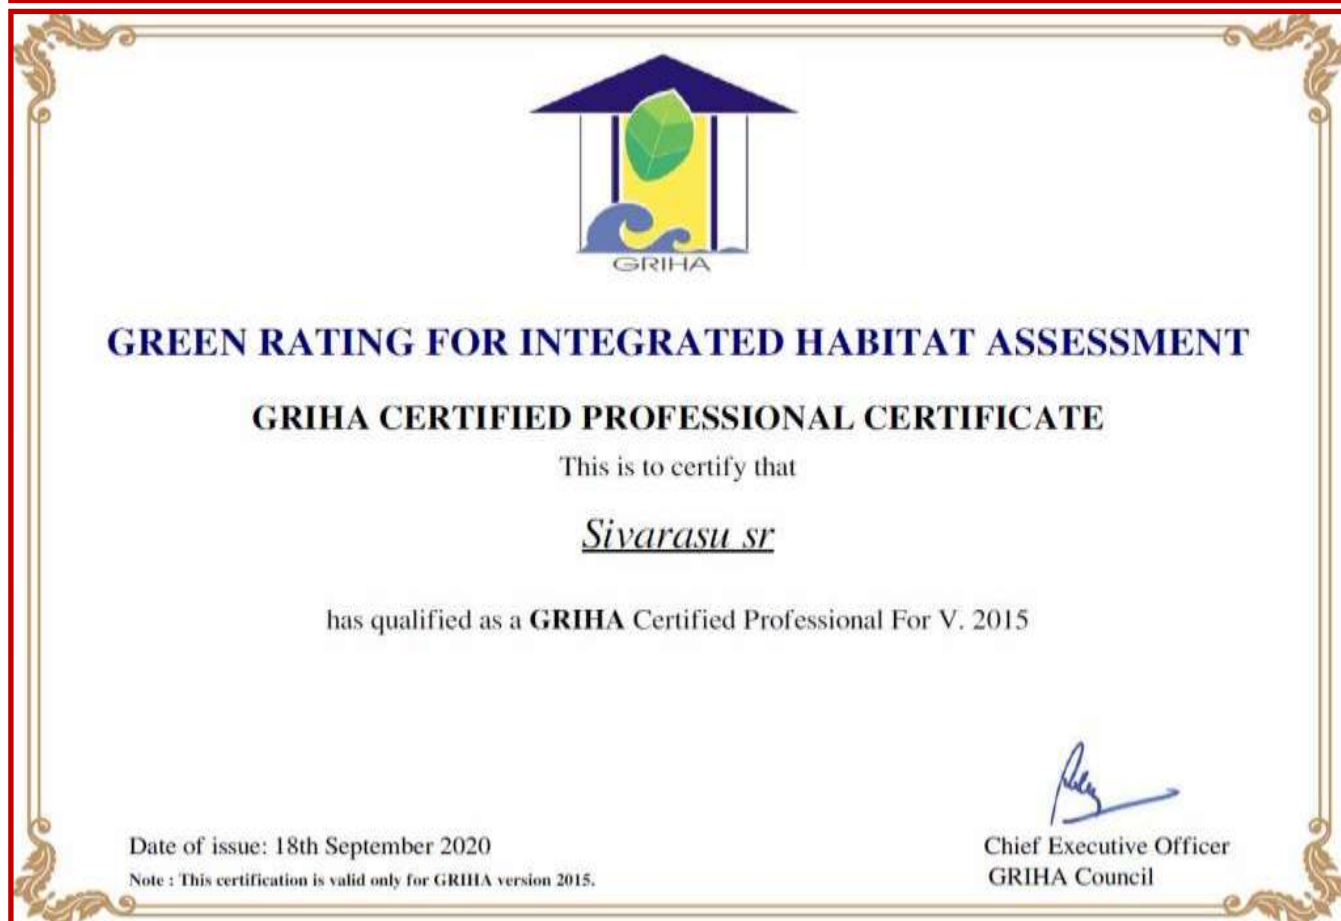 GRIHA
GREEN RATING FOR INTEGRATED HABITAT ASSESSMENT
GRIHA CERTIFIED PROFESSIONAL CERTIFICATE
This is to certify that
Sivarasu sr
has qualified as a GRIHA Certified Professional For V. 2015
Date of issue: 18th September 2020
Note : This certification is valid only for GRIHA version 2015.
Chief Executive Officer
GRIHA Council